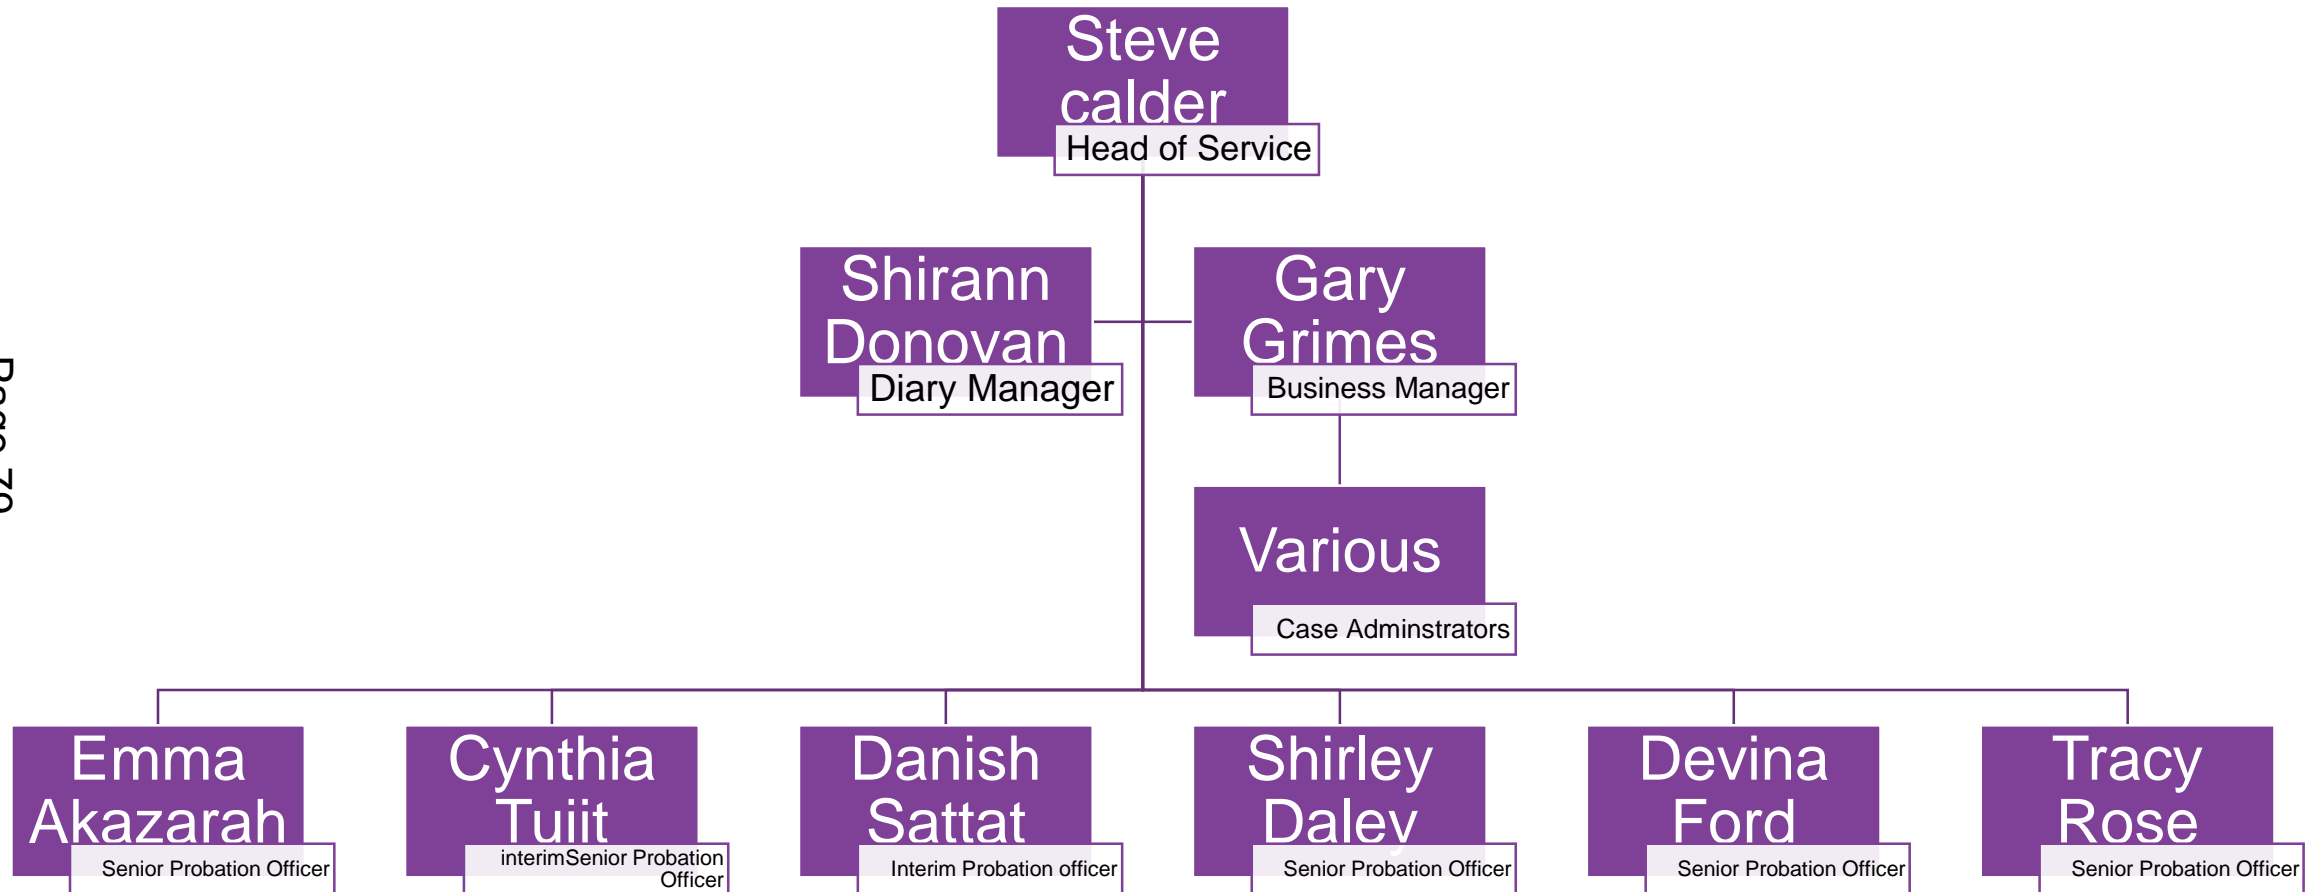 Steve
calder
Head of Service
Shirann
Donovan
Diary Manager
Gary
Grimes
Business Manager
Various
Case Adminstrators
Page
Emma
Akazarah
Senior Probation Officer
Cynthia
interimSenior Probation
Officer
Danish
Sattat
Interim Probation officer
Shirley
Daley
Senior Probation Officer
Devina
Ford
Senior Probation Officer
Tracy
Rose
Senior Probation Officer